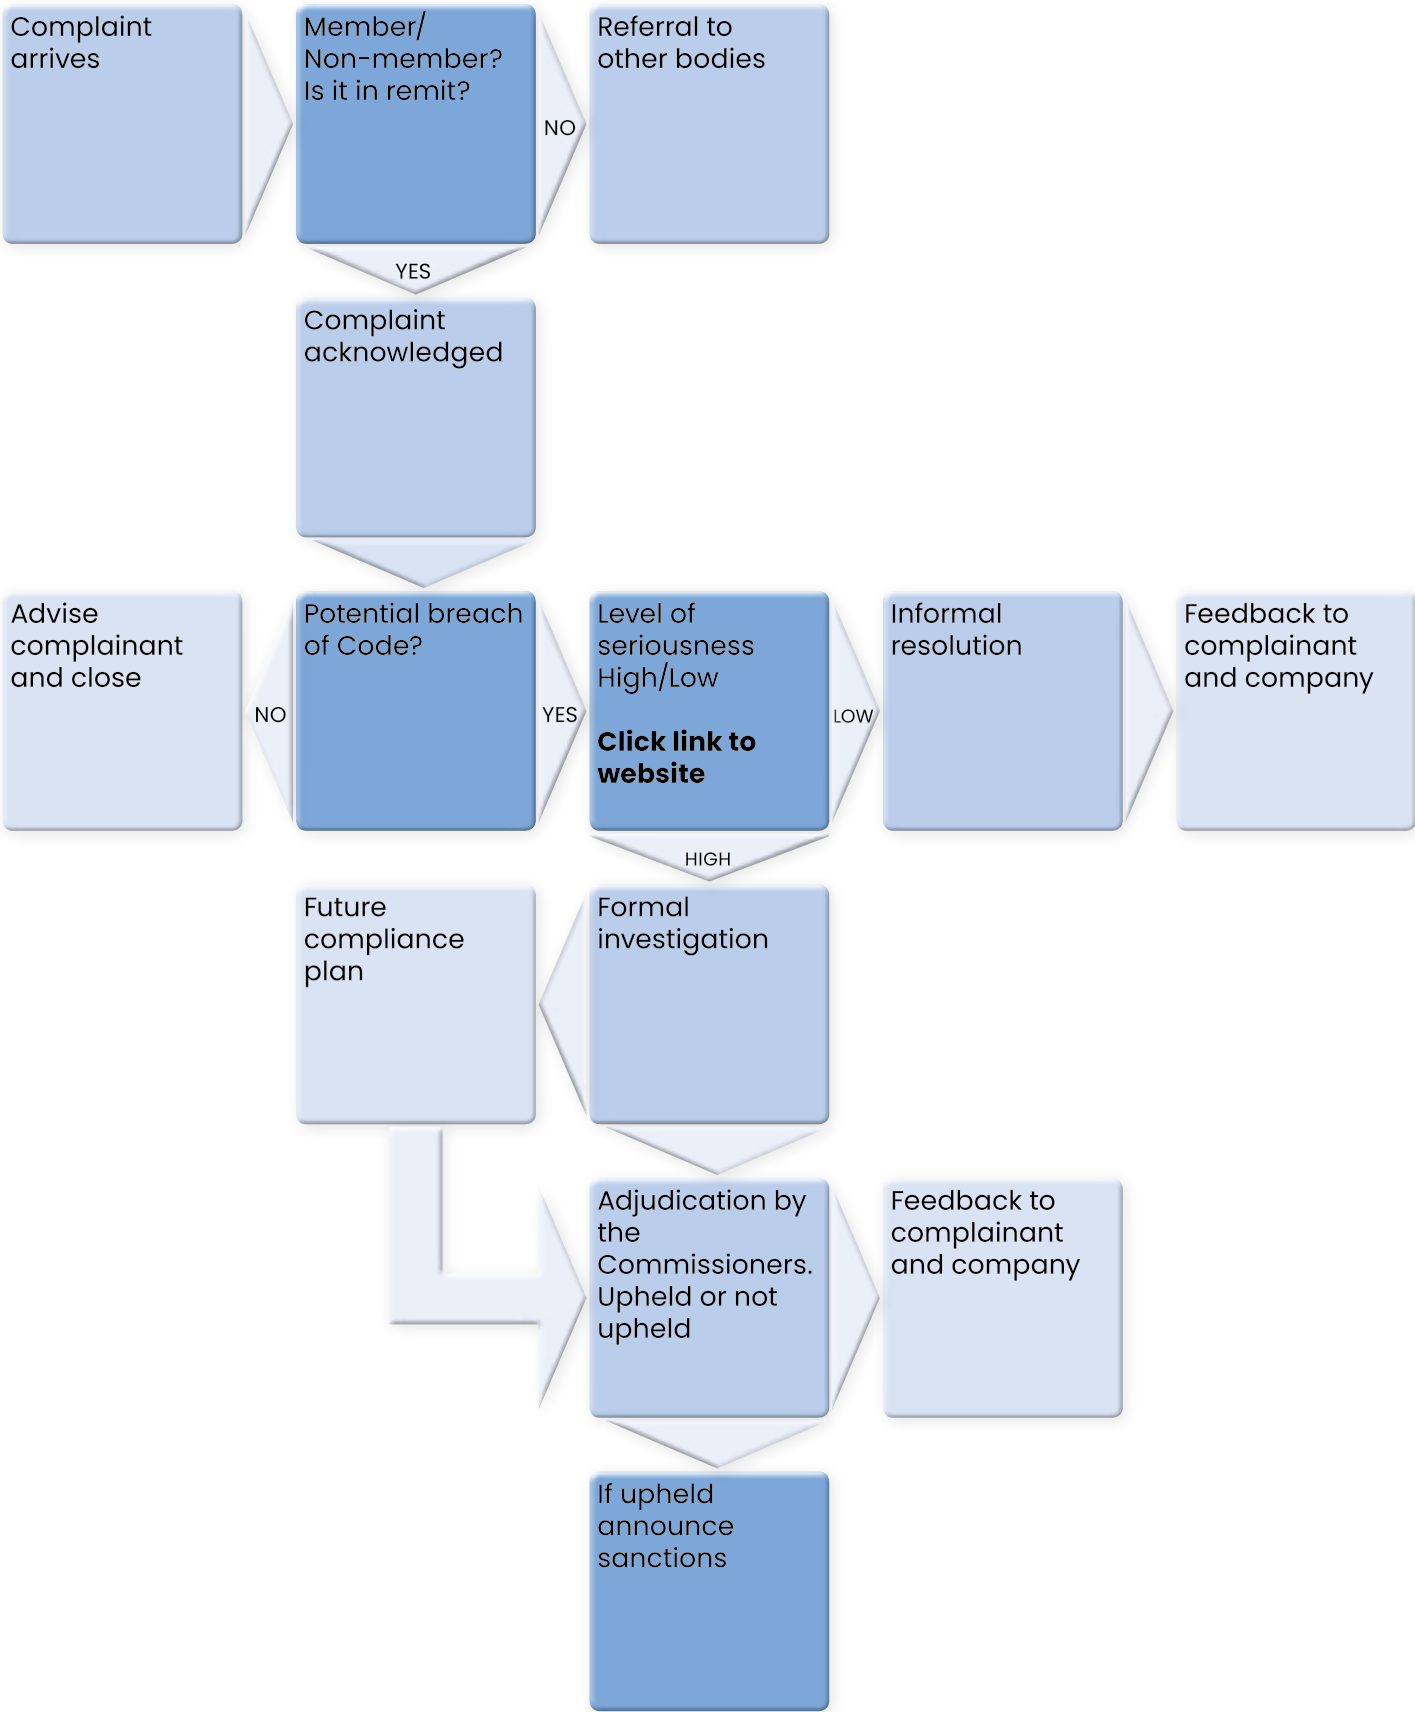 Complaint
arrives
Member/
Non-member?
Is it in remit?
NO
Referral to
other bodies
YES
Complaint
acknowledged
Advise
complainant
and close
NO
Potential breach
of Code?
YES
Level of
seriousness
High/Low
Click link to
website
LOW
Informal
resolution
Feedback to
complainant
and company
HIGH
Future
compliance
plan
Formal
investigation
Adjudication by
the
Commissioners.
Upheld or not
upheld
Feedback to
complainant
and company
If upheld
announce
sanctions